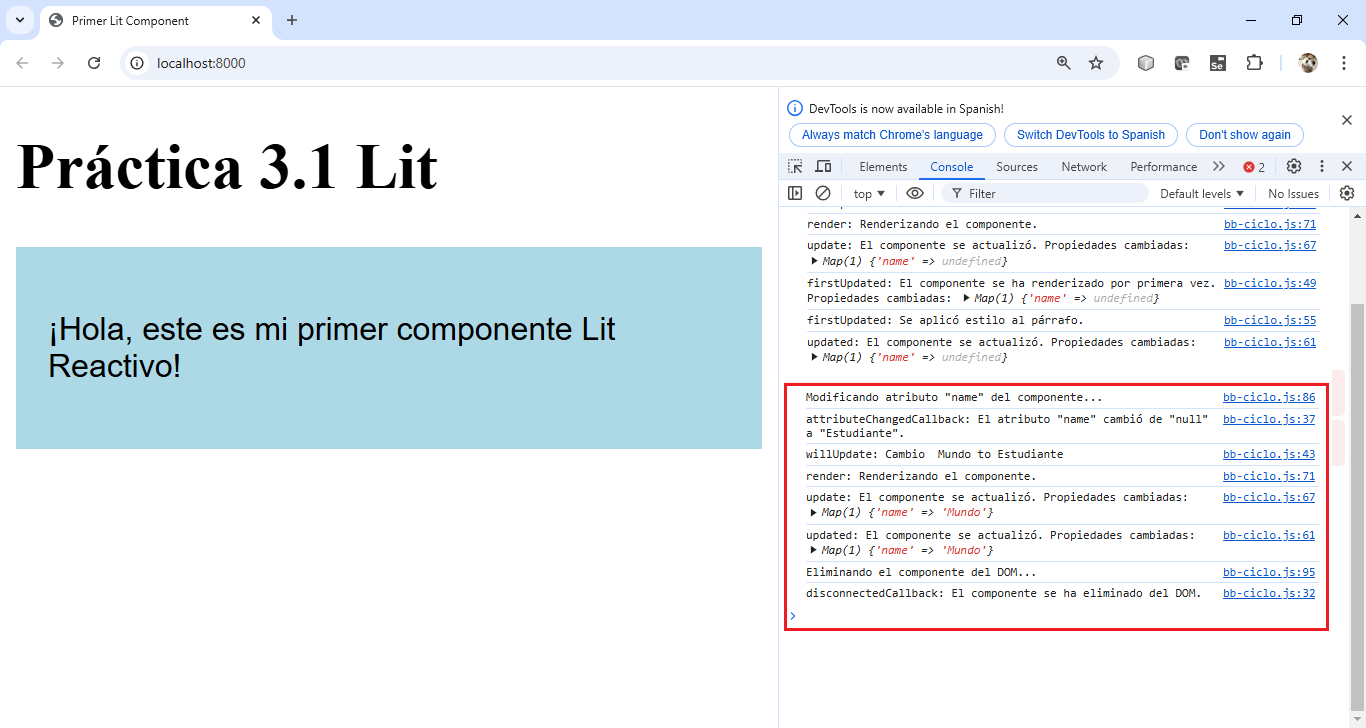 Primer Lit Component
localhost:8000
Práctica 3.1 Lit
¡Hola, este es mi primer componente Lit
Reactivo!
DevTools is now available in Spanish!
Always match Chrome's language Switch DevTools to Spanish Don't show again
Elements Console Sources Network Performance 2
top Filter Default levels No Issues
render: Renderizando el componente. bb-ciclo.js:71
update: El componente se actualizó. Propiedades cambiadas: bb-ciclo.js:67
Map(1) {'name' => undefined}
firstUpdated: El componente se ha renderizado por primera vez. bb-ciclo.js:49
Propiedades cambiadas: Map(1) {'name' => undefined}
firstUpdated: Se aplicó estilo al párrafo. bb-ciclo.js:55
updated: El componente se actualizó. Propiedades cambiadas: bb-ciclo.js:61
Map(1) {'name' => undefined}
Modificando atributo "name" del componente... bb-ciclo.js:86
attributeChangedCallback: El atributo "name" cambió de "null" bb-ciclo.js:37
a "Estudiante".
willUpdate: Cambio  Mundo to Estudiante bb-ciclo.js:43
render: Renderizando el componente. bb-ciclo.js:71
update: El componente se actualizó. Propiedades cambiadas: bb-ciclo.js:67
Map(1) {'name' => 'Mundo'}
updated: El componente se actualizó. Propiedades cambiadas: bb-ciclo.js:61
Map(1) {'name' => 'Mundo'}
Eliminando el componente del DOM... bb-ciclo.js:95
disconnectedCallback: El componente se ha eliminado del DOM. bb-ciclo.js:32